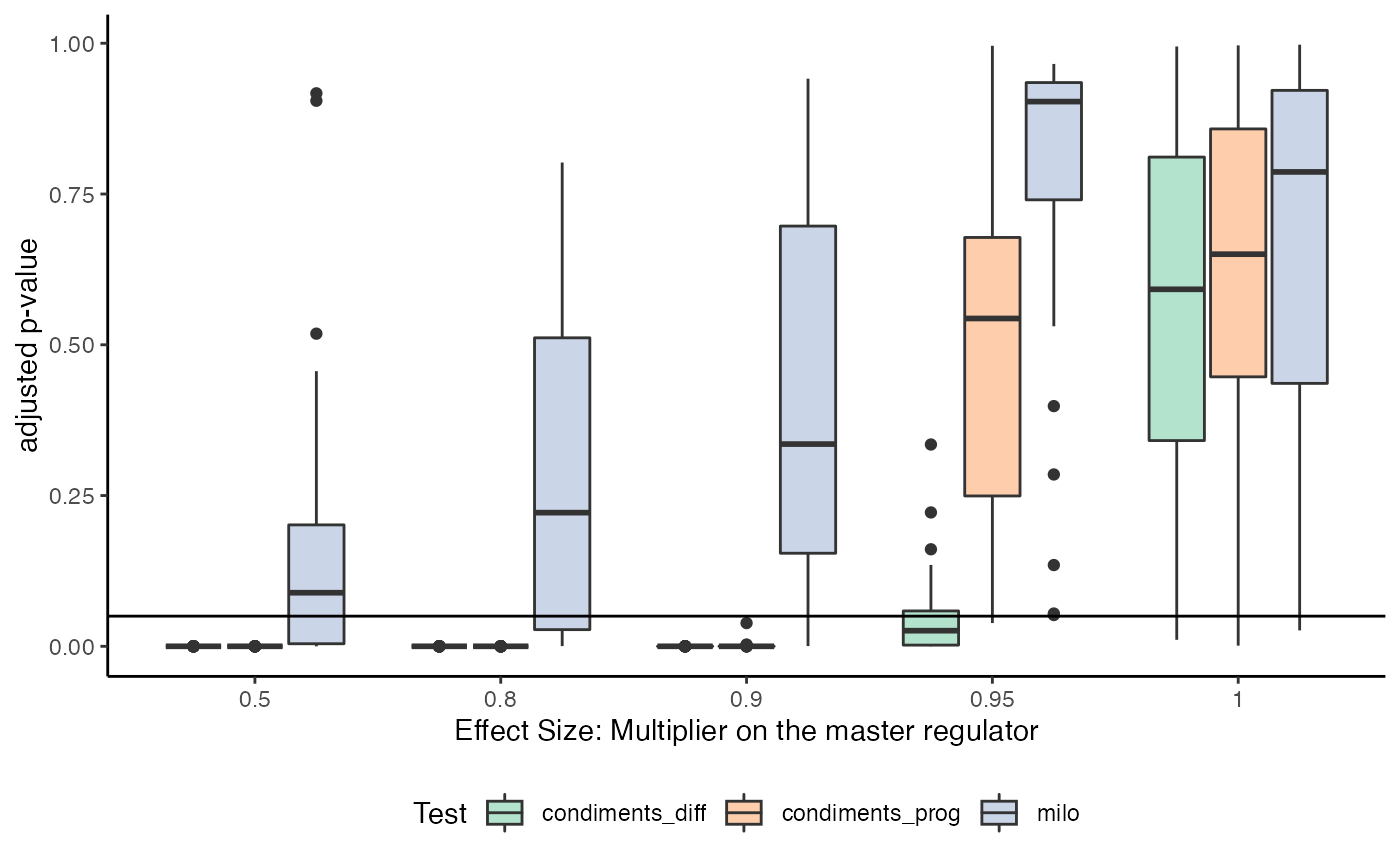 adjusted p-value
1.00
0.75
0.50
0.25
0.00
0.5 0.8 0.9 0.95 1
Effect Size: Multiplier on the master regulator
Test condiments_diff condiments_prog milo